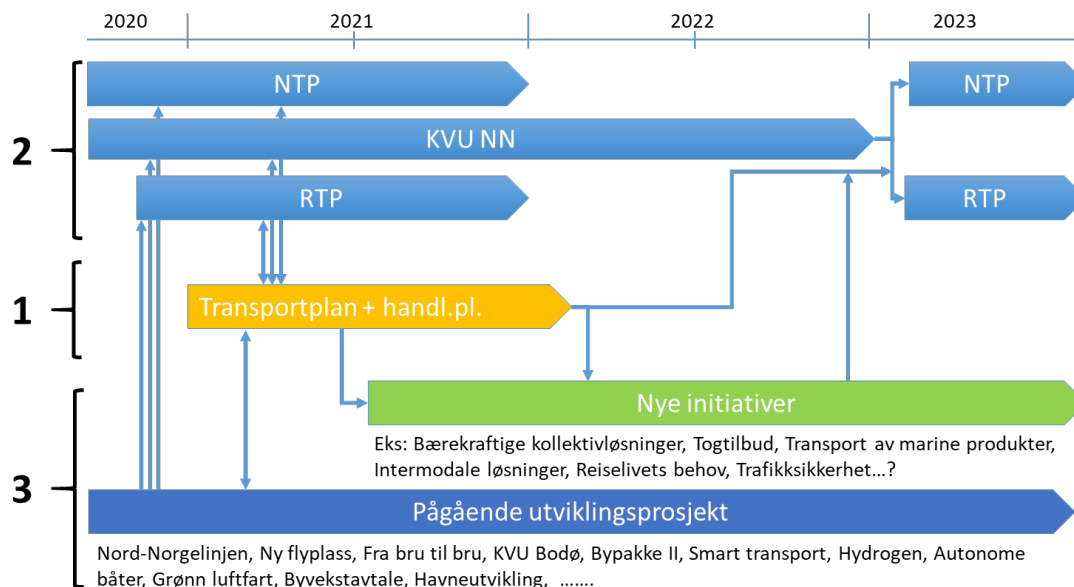 2020 2021 2022 2023
NTP NTP
2 KVU NN
RTP RTP
1 Transportplan + handl.pl.
Nye initiativer
Eks: Bærekraftige kollektivløsninger, Togtilbud, Transport av marine produkter,
Intermodale løsninger, Reiselivets behov, Trafikksikkerhet...?
3
Pågående utviklingsprosjekt
Nord-Norgelinjen, Ny flyplass, Fra bru til bru, KVU Bodø, Bypakke II, Smart transport, Hydrogen, Autonome
båter, Grønn luftfart, Byvekstavtale, Havneutvikling, .......